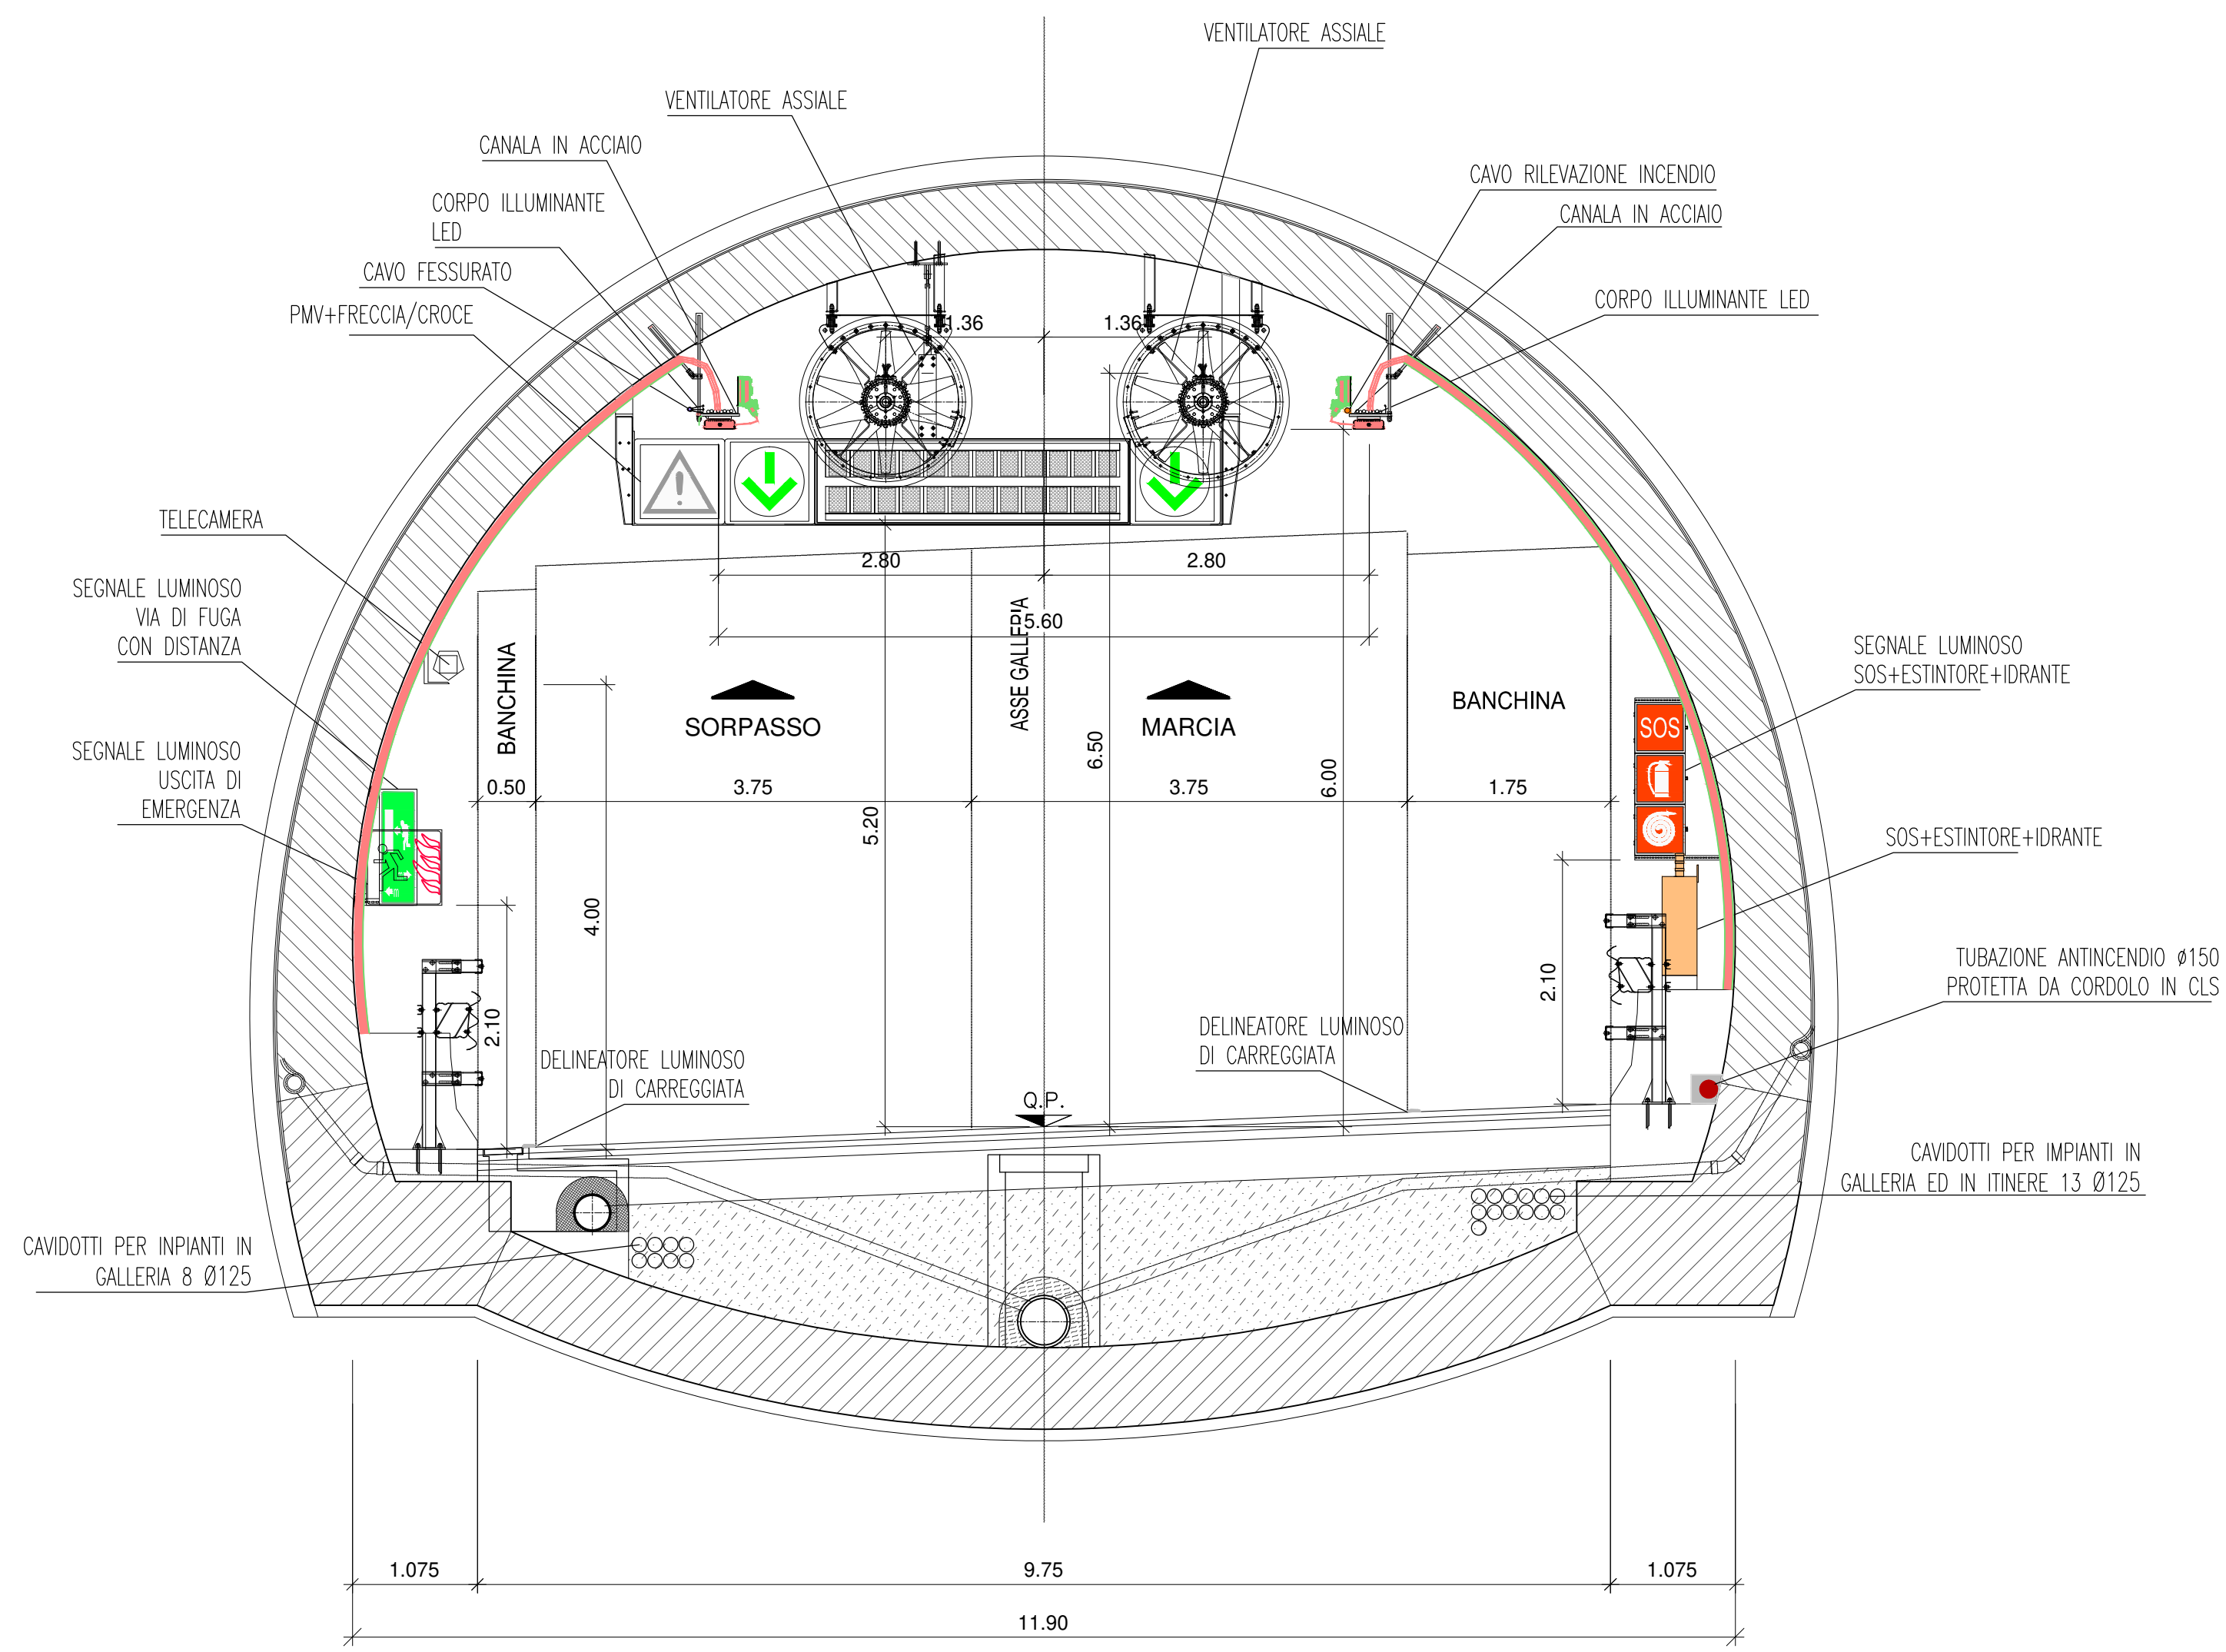 VENTILATORE ASSIALE
VENTILATORE ASSIALE
CANALA IN ACCIAIO
CAVO RILEVAZIONE INCENDIO
CORPO ILLUMINANTE
LED
CANALA IN ACCIAIO
CAVO FESSURATO
CORPO ILLUMINANTE LED
PMV+FRECCIA/CROCE
1.36
1.36
TELECAMERA
2.80
2.80
SEGNALE LUMINOSO
VIA DI FUGA
CON DISTANZA
5.60
ASSE GALLERIA
BANCHINA
SORPASSO
MARCIA
BANCHINA
SOS
SEGNALE LUMINOSO
SOS+ESTINTORE+IDRANTE
SEGNALE LUMINOSO
USCITA DI
EMERGENZA
6.50
6.00
0.50
3.75
3.75
1.75
5.20
4.00
m
SOS+ESTINTORE+IDRANTE
2.10
2.10
TUBAZIONE ANTINCENDIO Ø150
PROTETTA DA CORDOLO IN CLS
DELINEATORE LUMINOSO
DI CARREGGIATA
DELINEATORE LUMINOSO
DI CARREGGIATA
Q.P.
CAVIDOTTI PER IMPIANTI IN
GALLERIA ED IN ITINERE 13 Ø125
CAVIDOTTI PER INPIANTI IN
GALLERIA 8 Ø125
1.075
9.75
1.075
11.90